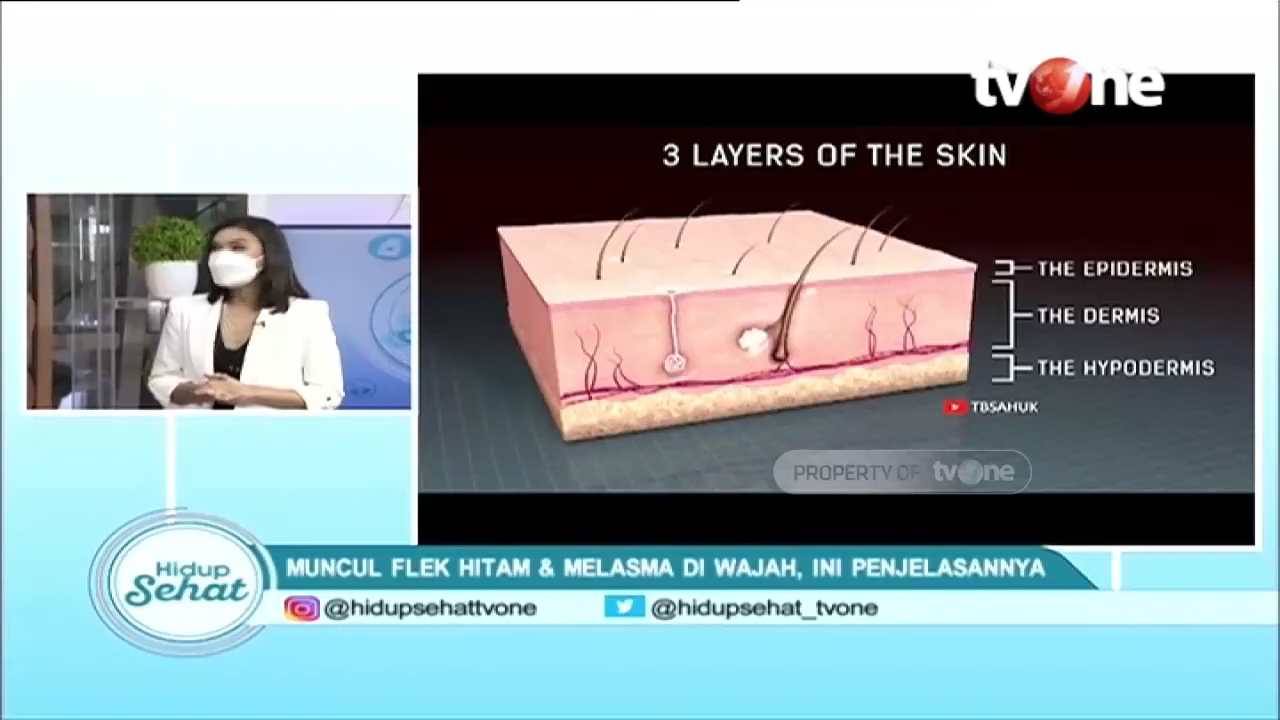 tvOne
3 LAYERS OF THE SKIN
THE EPIDERMIS
THE DERMIS
THE HYPODERMIS
TBSAHUK
PROPERTY OF tvOne
Hidup
Sehat
MUNCUL FLEK HITAM & MELASMA DI WAJAH, INI PENJELASANNYA
@hidupsehattvone
@hidupsehat_tvone